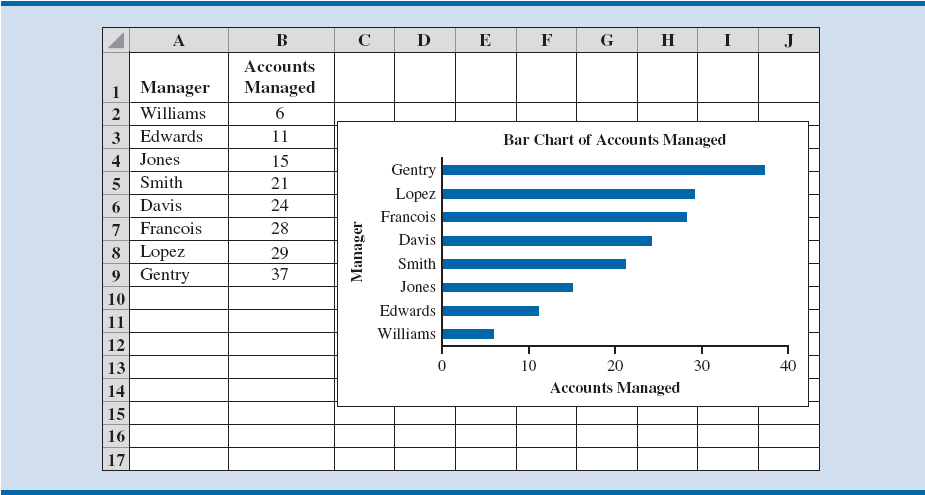 A B C D E F G H I J
Accounts
1 Manager Managed
2 Williams 6
3 Edwards 11
4 Jones 15
5 Smith 21
6 Davis 24
7 Francois 28
8 Lopez 29
9 Gentry 37
10
11
12
13
14
15
16
17
Bar Chart of Accounts Managed
Manager
Gentry
Lopez
Francois
Davis
Smith
Jones
Edwards
Williams
0 10 20 30 40
Accounts Managed